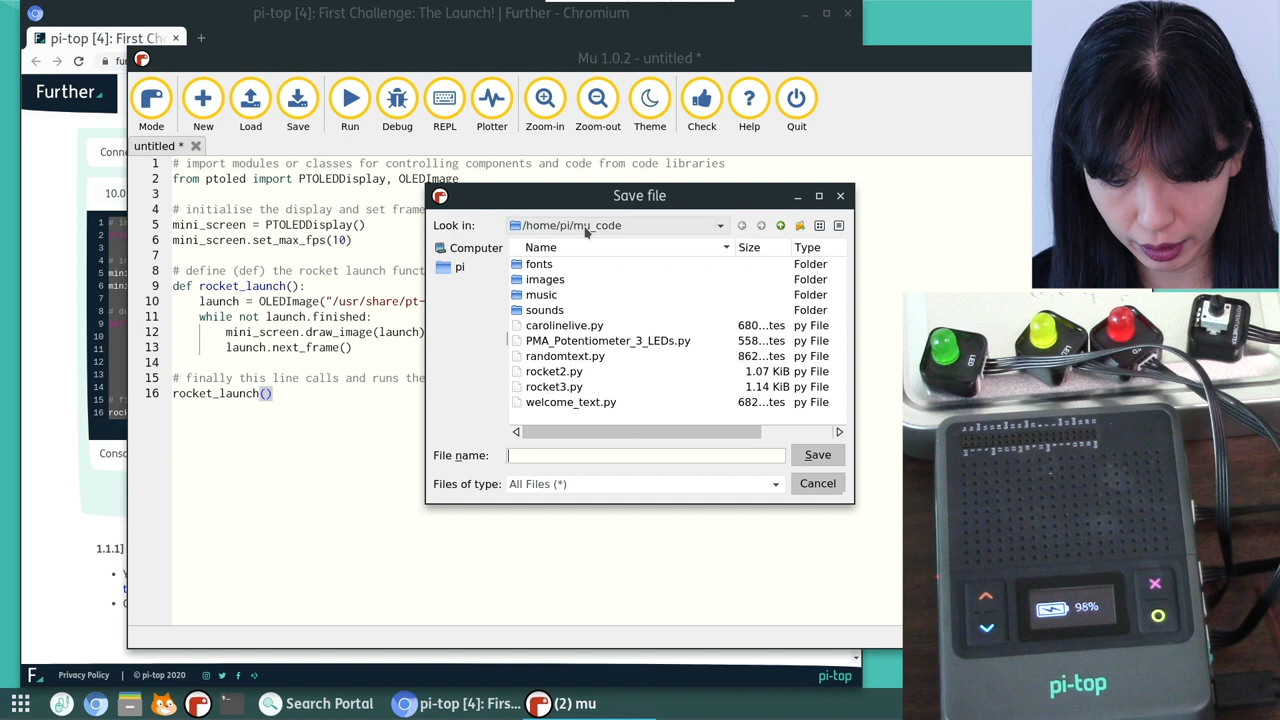 pi-top [4]: First Challenge: The Launch! | Further - Chromium
pi-top [4]: First Ch
Further
Mu 1.0.2 - untitled *
Mode
New
Load
Save
Run
Debug
REPL
Plotter
Zoom-in
Zoom-out
Theme
Check
Help
Quit
untitled *
1 # import modules or classes for controlling components and code from code libraries
2 from ptoled import PTOLEDDisplay, OLEDImage
3
4 # initialise the display and set frame
5 mini_screen = PTOLEDDisplay()
6 mini_screen.set_max_fps(10)
7
8 # define (def) the rocket launch funct
9 def rocket_launch():
10 launch = OLEDImage("/usr/share/pt-
11 while not launch.finished:
12 mini_screen.draw_image(launch)
13 launch.next_frame()
14
15 # finally this line calls and runs the
16 rocket_launch()
Save file
Look in: /home/pi/mu_code
Computer
pi
Name Size Type
fonts Folder
images Folder
music Folder
sounds Folder
carolinelive.py 680...tes py File
PMA_Potentiometer_3_LEDs.py 558...tes py File
randomtext.py 862...tes py File
rocket2.py 1.07 KiB py File
rocket3.py 1.14 KiB py File
welcome_text.py 682...tes py File
File name:
Save
Files of type: All Files (*)
Cancel
Conne
10.0
Conso
1.1.1]
Privacy Policy | © pi-top 2020
pi-top
Search Portal
pi-top [4]: Firs...
(2) mu
LED
POTENTIOMETER
98%
pi-top